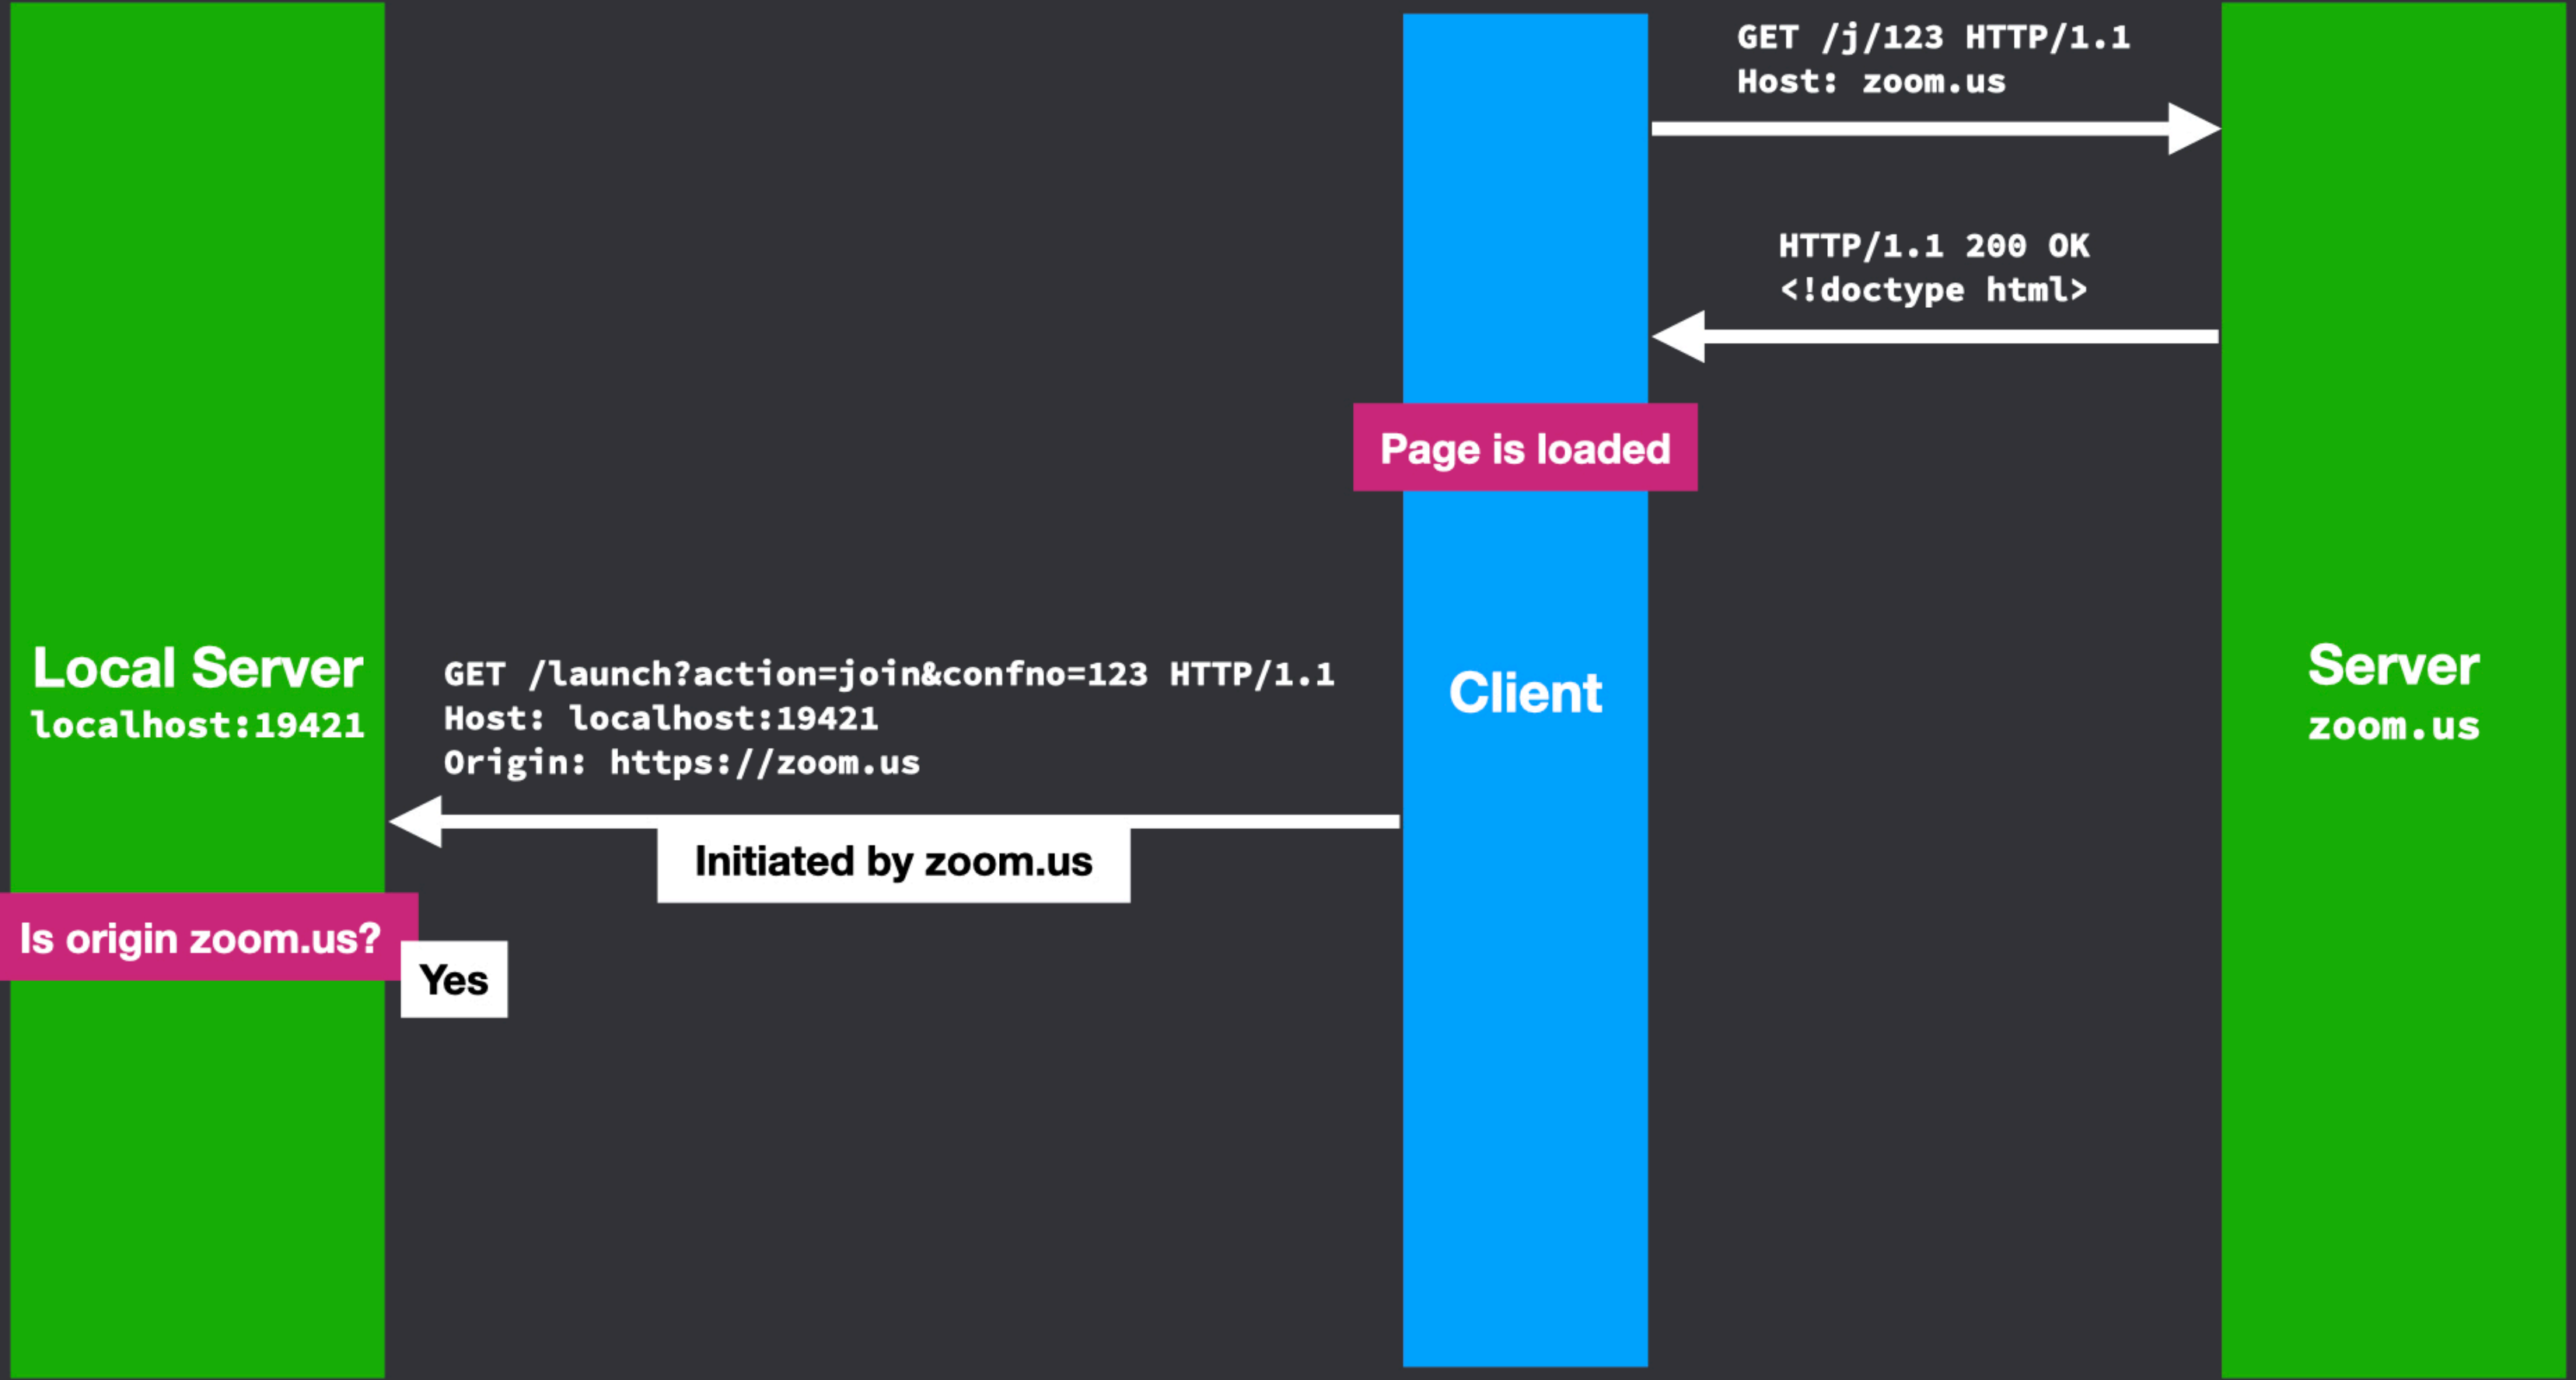 GET /j/123 HTTP/1.1
Host: zoom.us
HTTP/1.1 200 OK
<!doctype html>
Page is loaded
Local Server
localhost:19421
GET /launch?action=join&confno=123 HTTP/1.1
Host: localhost:19421
Origin: https://zoom.us
Client
Server
zoom.us
Initiated by zoom.us
Is origin zoom.us?
Yes